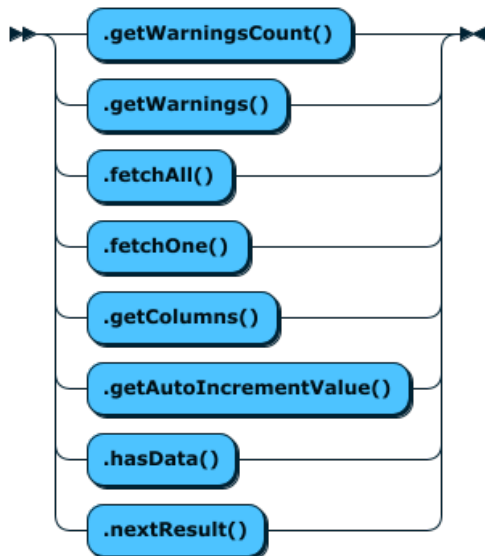 .getWarningsCount()
.getWarnings()
.fetchAll()
.fetchOne()
.getColumns()
.getAutoIncrementValue()
.hasData()
.nextResult()